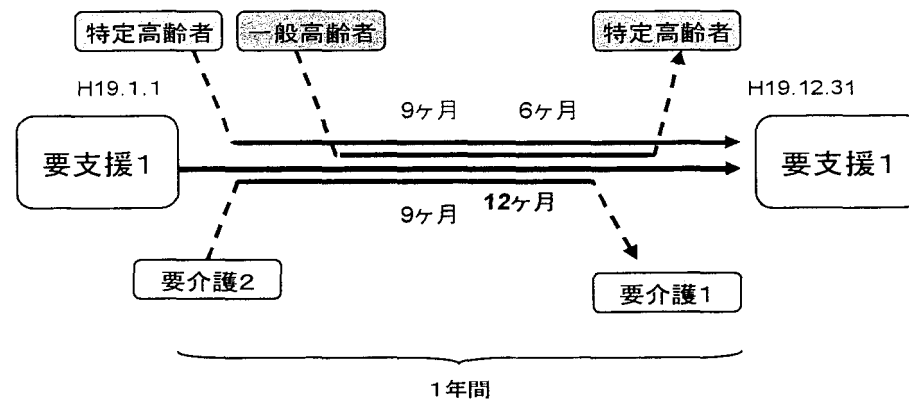 特定高齢者
一般高齢者
特定高齢者
H19.1.1
9ヶ月
6ヶ月
H19.12.31
要支援1
要支援1
9ヶ月
12ヶ月
要介護2
要介護1
1年間